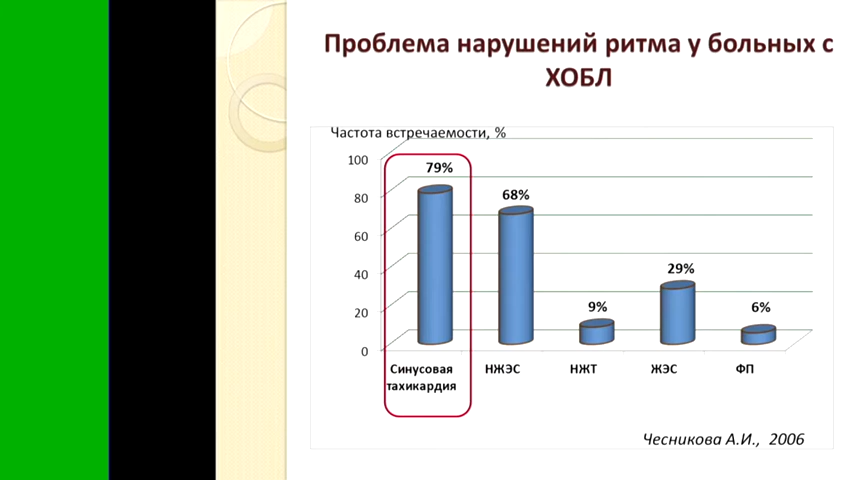 Проблема нарушений ритма у больных с
ХОБЛ
Частота встречаемости, %
100
80
60
40
20
0
79%
68%
9%
29%
6%
Синусовая
тахикардия
НЖЭС
НЖТ
ЖЭС
ФП
Чесникова А.И., 2006